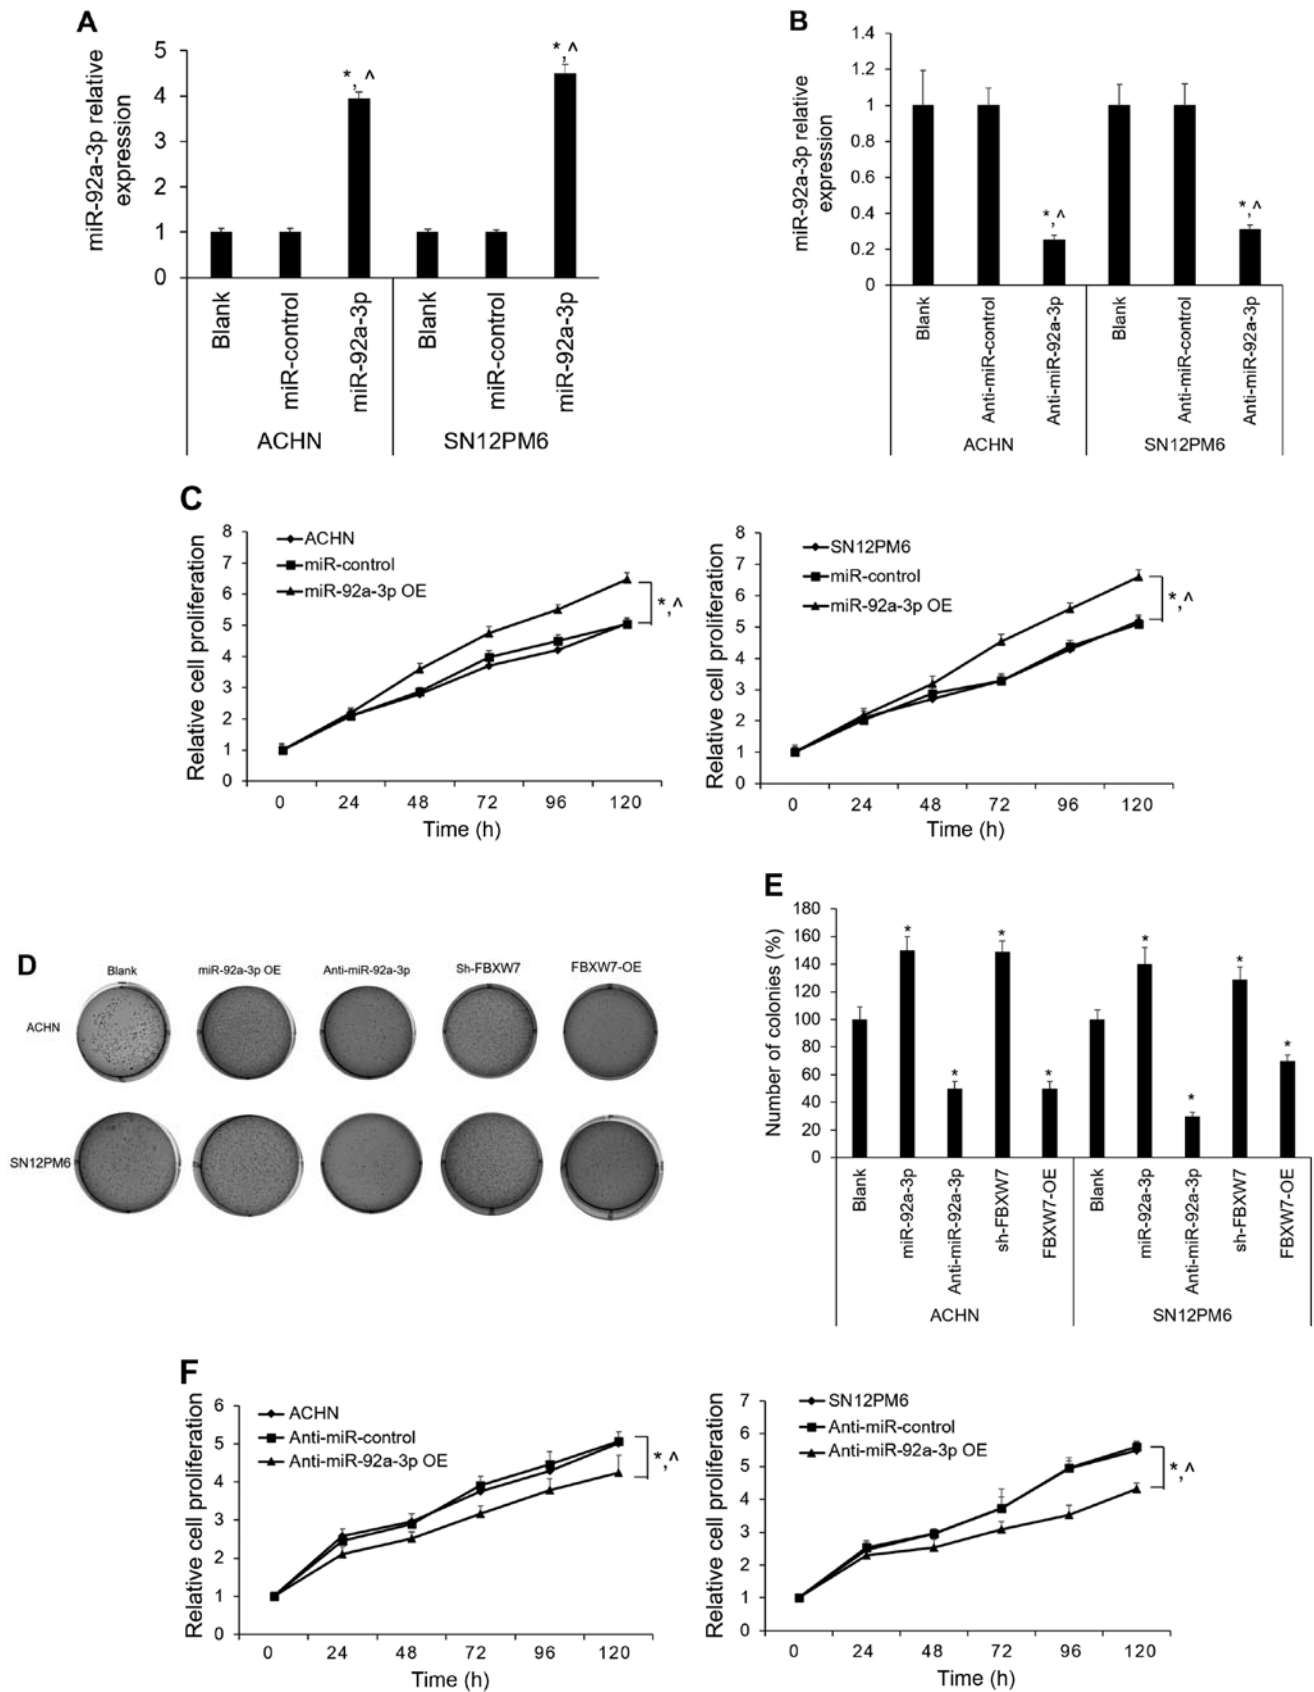 A
miR-92a-3p relative
expression
5
4
3
2
1
0
*, ^
*,^
Blank
miR-control
miR-92a-3p
Blank
miR-control
miR-92a-3p
ACHN
SN12PM6
B
miR-92a-3p relative
expression
1.4
1.2
1
0.8
0.6
0.4
0.2
0
*,^
*,^
Blank
Anti-miR-control
Anti-miR-92a-3p
Blank
Anti-miR-control
Anti-miR-92a-3p
ACHN
SN12PM6
C
Relative cell proliferation
8
7
6
5
4
3
2
1
0
ACHN
miR-control
miR-92a-3p OE
*,^
0 24 48 72 96 120
Time (h)
Relative cell proliferation
8
7
6
5
4
3
2
1
0
SN12PM6
miR-control
miR-92a-3p OE
*,^
0 24 48 72 96 120
Time (h)
D
Blank miR-92a-3p OE Anti-miR-92a-3p Sh-FBXW7 FBXW7-OE
ACHN
SN12PM6
E
Number of colonies (%)
180
160
140
120
100
80
60
40
20
0
* * * *
* * * *
Blank
miR-92a-3p
Anti-miR-92a-3p
sh-FBXW7
FBXW7-OE
Blank
miR-92a-3p
Anti-miR-92a-3p
sh-FBXW7
FBXW7-OE
ACHN
SN12PM6
F
Relative cell proliferation
6
5
4
3
2
1
0
ACHN
Anti-miR-control
Anti-miR-92a-3p OE
*,^
0 24 48 72 96 120
Time (h)
Relative cell proliferation
7
6
5
4
3
2
1
0
SN12PM6
Anti-miR-control
Anti-miR-92a-3p OE
*,^
0 24 48 72 96 120
Time (h)